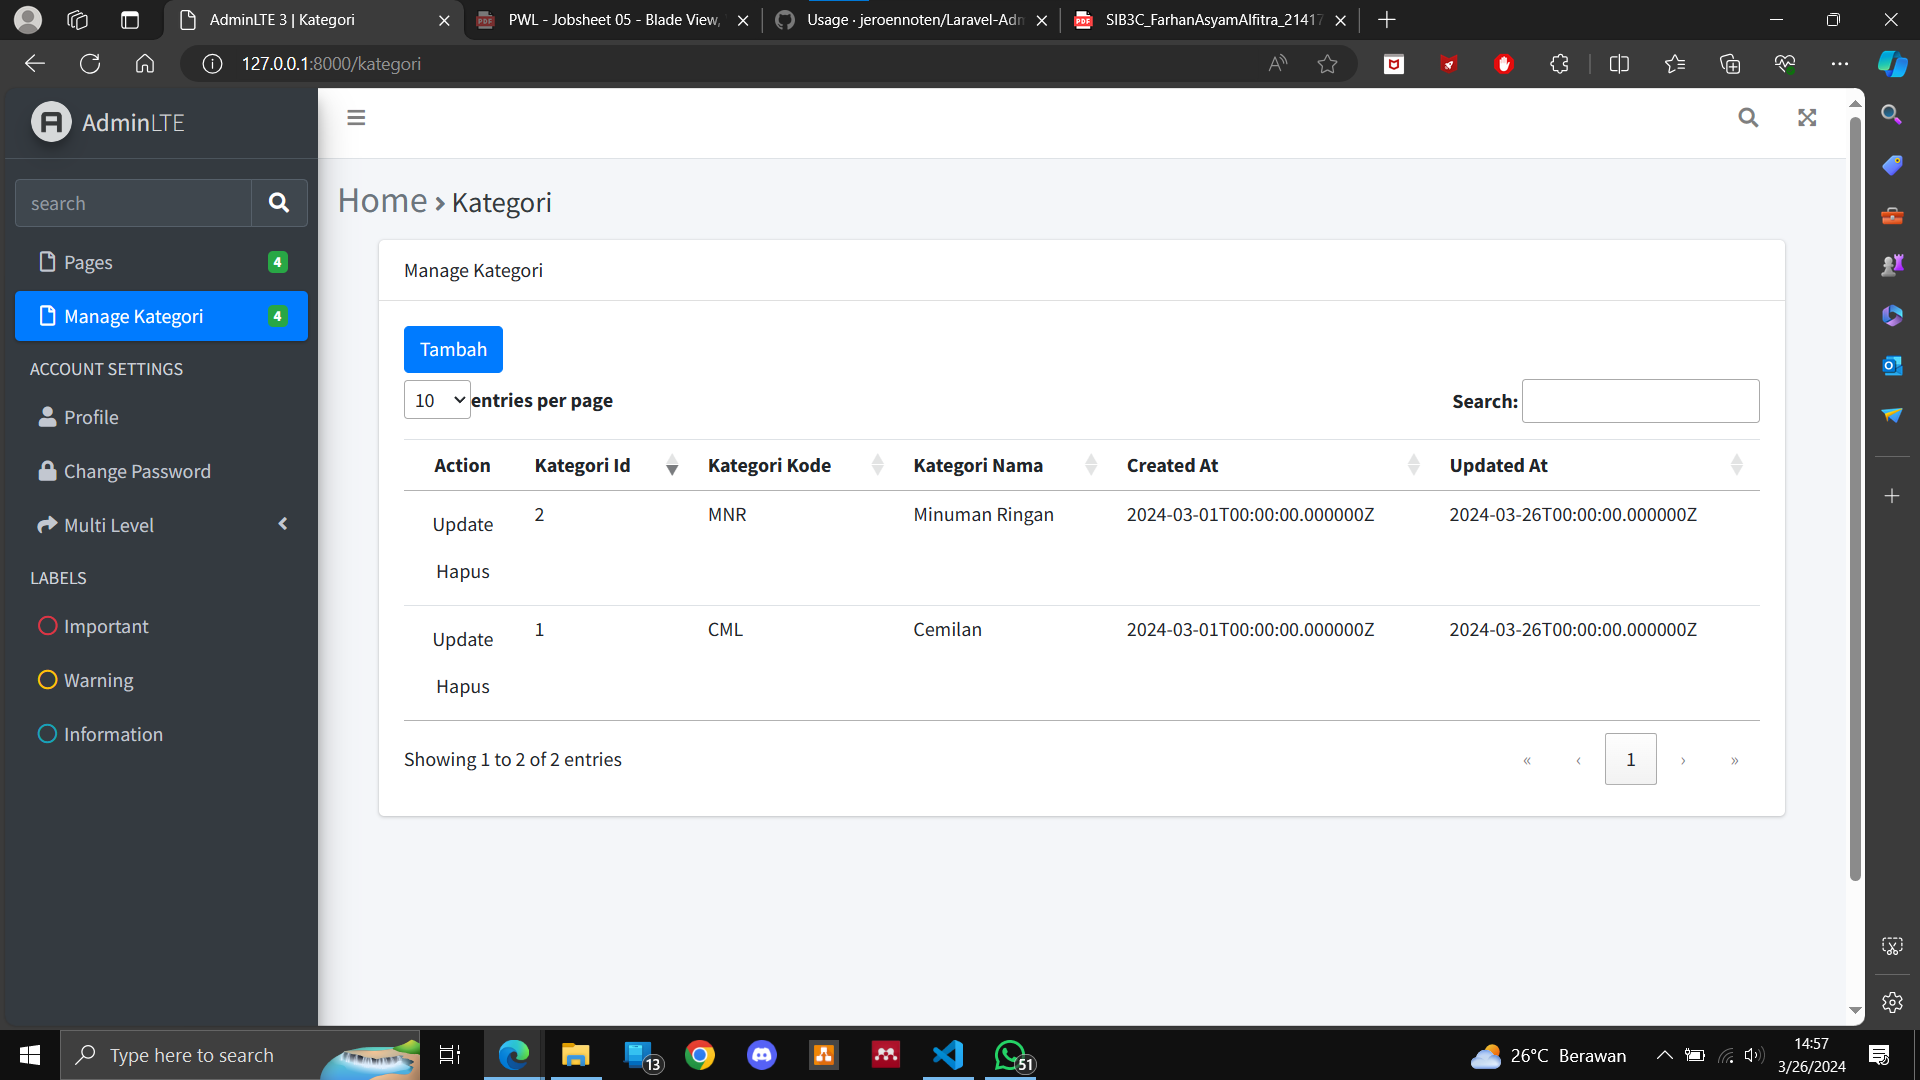 AdminLTE 3 | Kategori
PWL - Jobsheet 05 - Blade View,
Usage · jeroennoten/Laravel-Adm
SIB3C_FarhanAsyamAlfitra_21417
127.0.0.1:8000/kategori
AdminLTE
search
Pages 4
Manage Kategori 4
ACCOUNT SETTINGS
Profile
Change Password
Multi Level
LABELS
Important
Warning
Information
Home › Kategori
Manage Kategori
Tambah
10 entries per page
Search:
Action Kategori Id Kategori Kode Kategori Nama Created At Updated At
Update 2 MNR Minuman Ringan 2024-03-01T00:00:00.000000Z 2024-03-26T00:00:00.000000Z
Hapus
Update 1 CML Cemilan 2024-03-01T00:00:00.000000Z 2024-03-26T00:00:00.000000Z
Hapus
Showing 1 to 2 of 2 entries
« ‹ 1 › »
Type here to search
13
51
26°C Berawan
14:57
3/26/2024